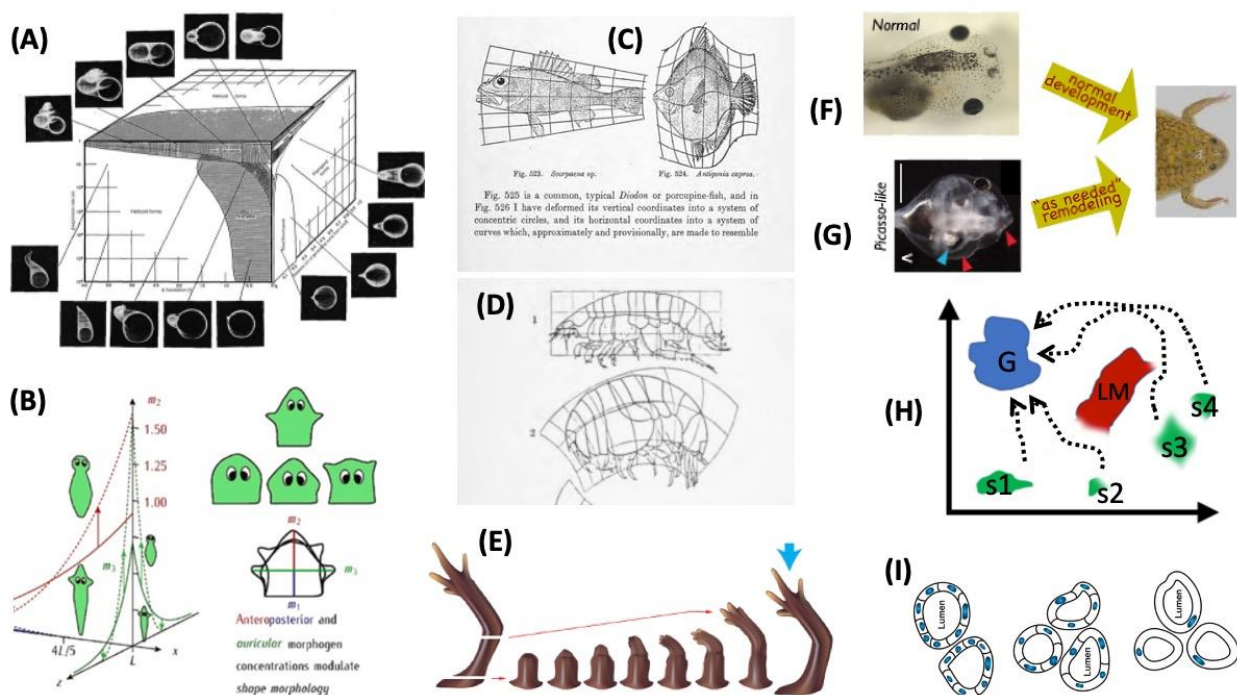 (A)
(B)
m₂
1.50
1.25
1.00
m₃
4L/5
L
x
z
m₂
m₃
m₁
Anteroposterior and
auricular morphogen
concentrations modulate
shape morphology
(C)
Fig. 523. Scorpaena sp.
Fig. 524. Antigonia capros.
Fig. 525 is a common, typical Diodon or porcupine-fish, and in
Fig. 526 I have deformed its vertical coordinates into a system of
concentric circles, and its horizontal coordinates into a system of
curves which, approximately and provisionally, are made to resemble
(D)
(E)
Normal
(F)
normal
development
Picasso-like
(G)
"as needed"
remodeling
(H)
G
LM
s1
s2
s3
s4
(I)
Lumen
Lumen
Lumen